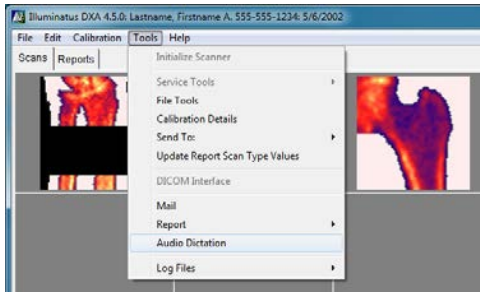 Illuminatus DXA 4.5.0: Lastname, Firstname A. 555-555-1234: 5/6/2002
File Edit Calibration Tools Help
Scans Reports
Initialize Scanner
Service Tools
File Tools
Calibration Details
Send To:
Update Report Scan Type Values
DICOM Interface
Mail
Report
Audio Dictation
Log Files